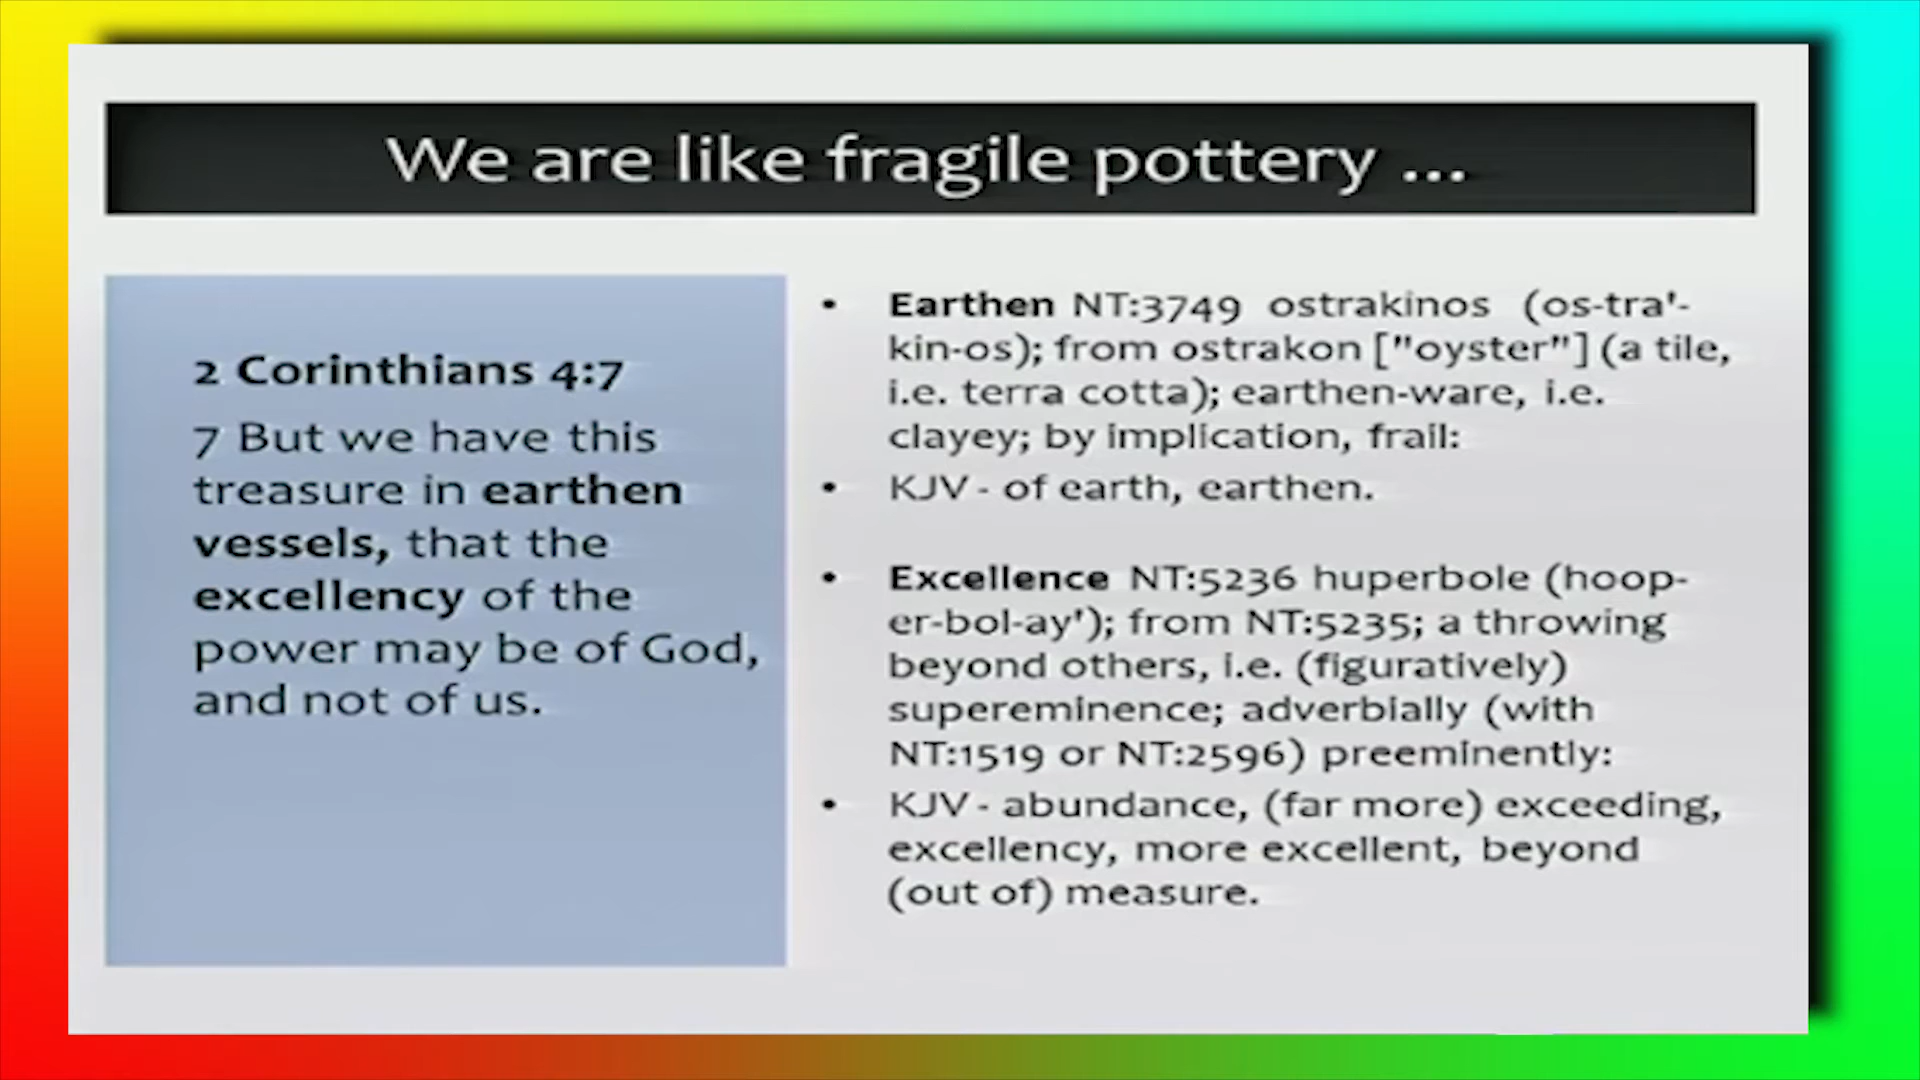 We are like fragile pottery ...
2 Corinthians 4:7
7 But we have this
treasure in earthen
vessels, that the
excellency of the
power may be of God,
and not of us.
• Earthen NT:3749 ostrakinos (os-tra'-
kin-os); from ostrakon ["oyster"] (a tile,
i.e. terra cotta); earthen-ware, i.e.
clayey; by implication, frail:
• KJV - of earth, earthen.
• Excellence NT:5236 huperbole (hoop-
er-bol-ay'); from NT:5235; a throwing
beyond others, i.e. (figuratively)
supereminence; adverbially (with
NT:1519 or NT:2596) preeminently:
• KJV - abundance, (far more) exceeding,
excellency, more excellent, beyond
(out of) measure.